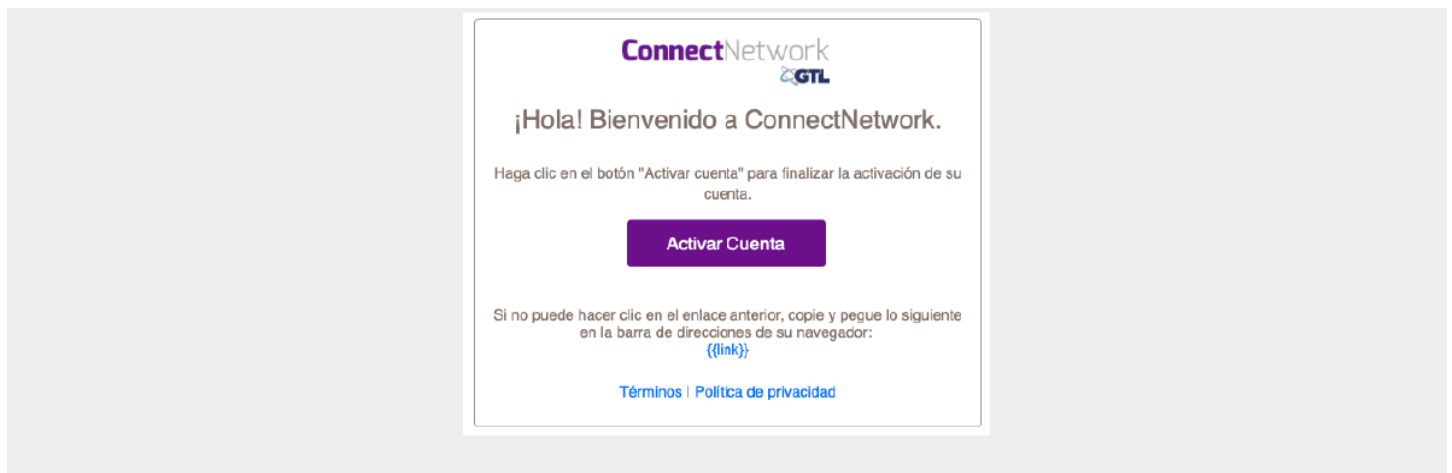 ConnectNetwork
GTL
¡Hola! Bienvenido a ConnectNetwork.
Haga clic en el botón "Activar cuenta" para finalizar la activación de su
cuenta.
Activar Cuenta
Si no puede hacer clic en el enlace anterior, copie y pegue lo siguiente
en la barra de direcciones de su navegador:
{{link}}
Términos | Política de privacidad